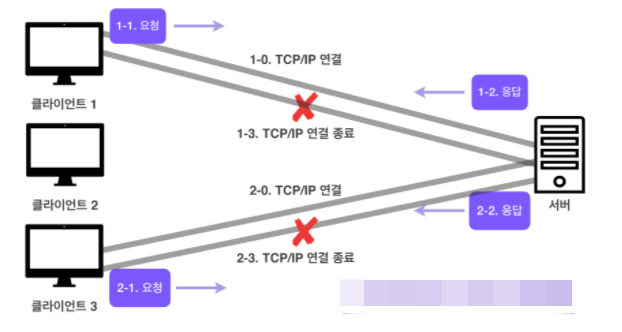 1-1. 요청
1-0. TCP/IP 연결
1-2. 응답
클라이언트 1
1-3. TCP/IP 연결 종료
2-0. TCP/IP 연결
서버
클라이언트 2
2-2. 응답
2-3. TCP/IP 연결 종료
2-1. 요청
클라이언트 3